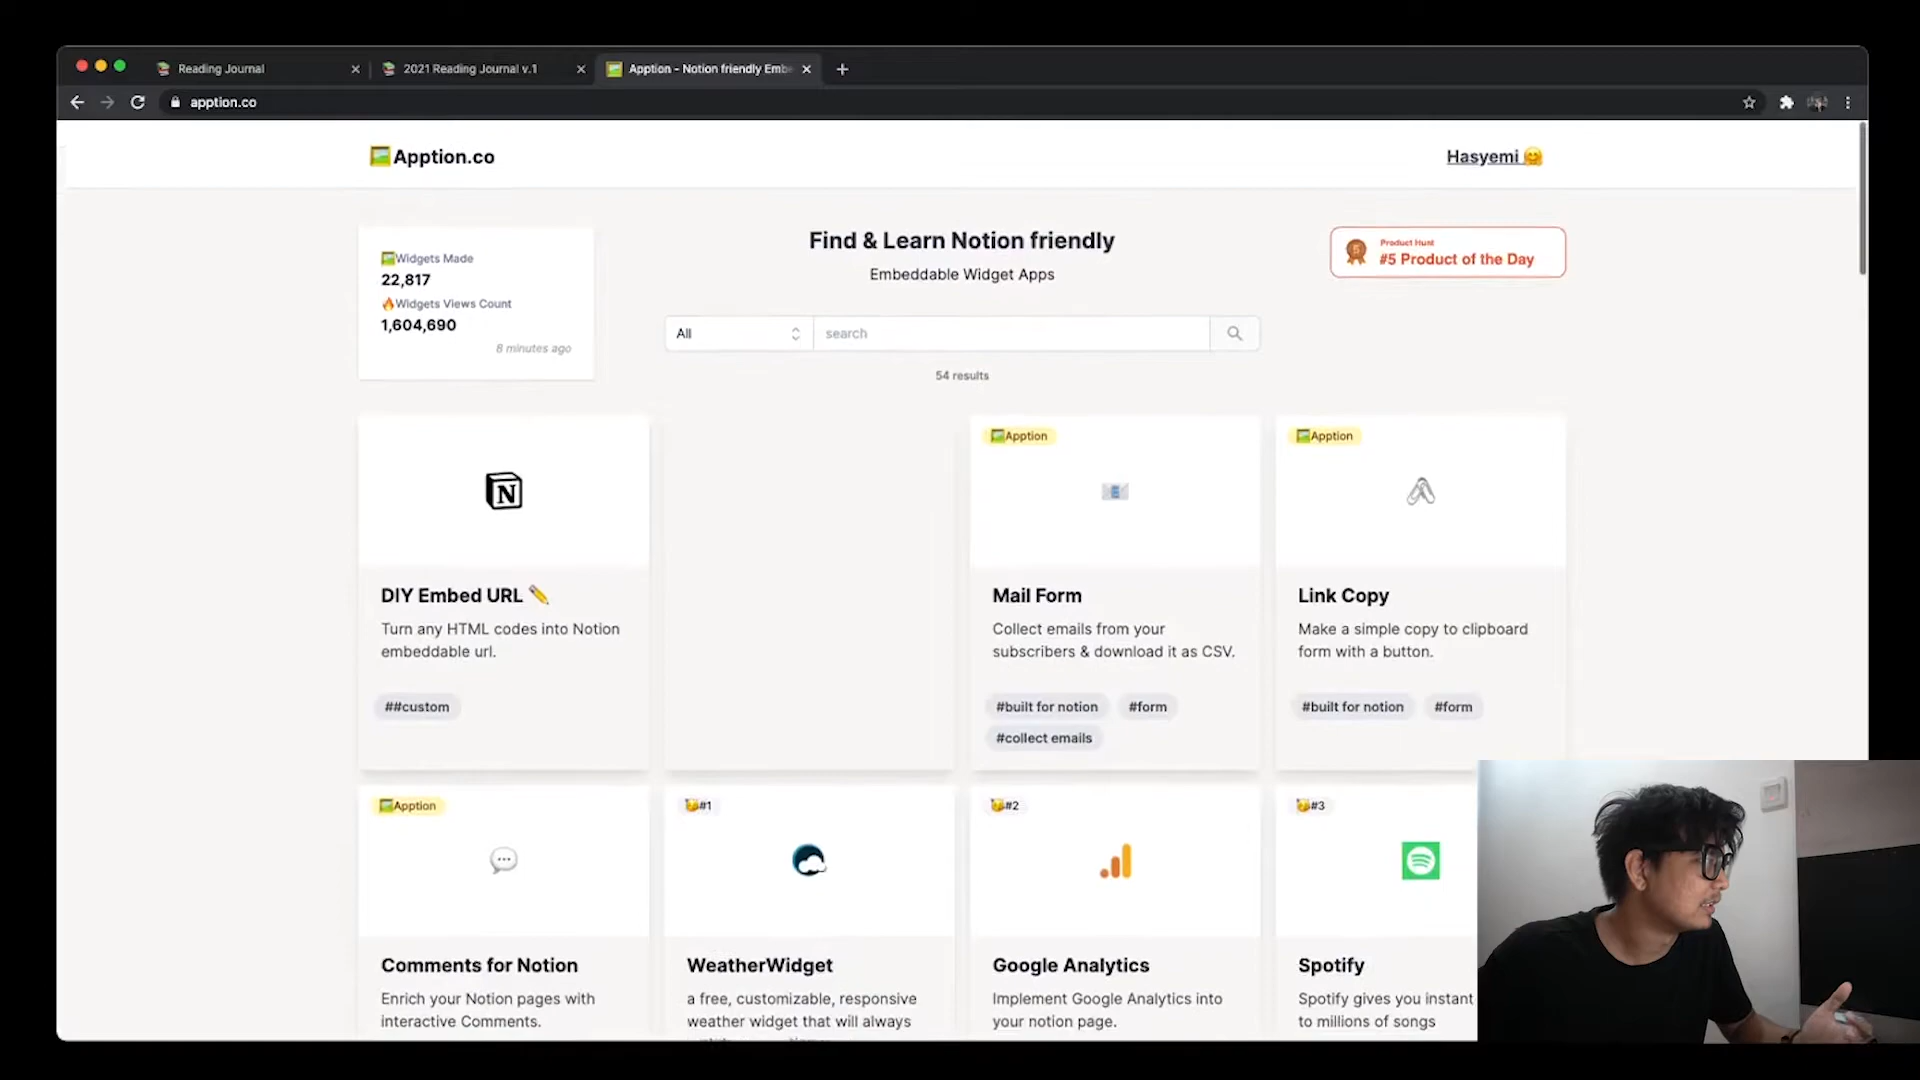 Reading Journal
2021 Reading Journal v.1
Apption - Notion friendly Emb
apption.co
Apption.co
Hasyemi
Widgets Made
22,817
Widgets Views Count
1,604,690
8 minutes ago
Find & Learn Notion friendly
Embeddable Widget Apps
Product Hunt
#5 Product of the Day
5
All
search
54 results
N
DIY Embed URL
Turn any HTML codes into Notion
embeddable url.
##custom
Apption
Mail Form
Collect emails from your
subscribers & download it as CSV.
#built for notion
#form
#collect emails
Apption
Link Copy
Make a simple copy to clipboard
form with a button.
#built for notion
#form
Apption
Comments for Notion
Enrich your Notion pages with
interactive Comments.
#1
WeatherWidget
a free, customizable, responsive
weather widget that will always
#2
Google Analytics
Implement Google Analytics into
your notion page.
#3
Spotify
Spotify gives you instant
to millions of songs